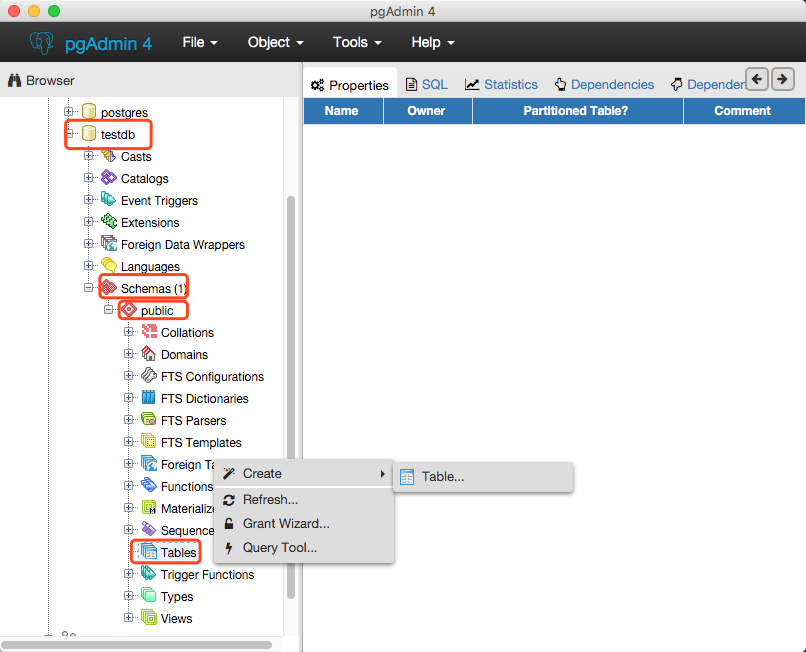 pgAdmin 4
pgAdmin 4 File Object Tools Help
Browser
Properties SQL Statistics Dependencies Depender
Name Owner Partitioned Table? Comment
postgres
testdb
Casts
Catalogs
Event Triggers
Extensions
Foreign Data Wrappers
Languages
Schemas (1)
public
Collations
Domains
FTS Configurations
FTS Dictionaries
FTS Parsers
FTS Templates
Foreign Ta
Functions
Materialize
Sequence
Tables
Trigger Functions
Types
Views
Create
Refresh...
Grant Wizard...
Query Tool...
Table...